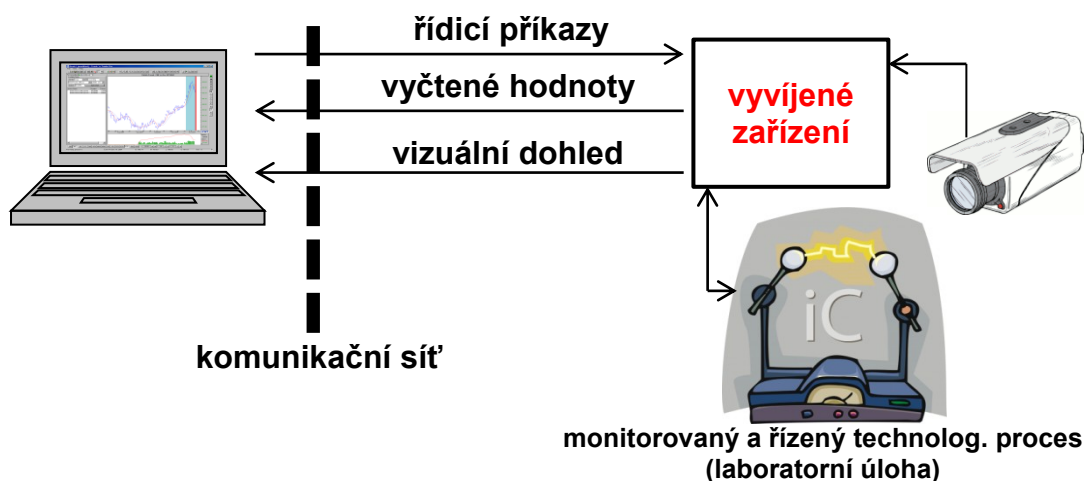 řídicí příkazy
vyčtené hodnoty
vizuální dohled
vyvíjené
zařízení
iC
komunikační síť
monitorovaný a řízený technolog. proces
(laboratorní úloha)